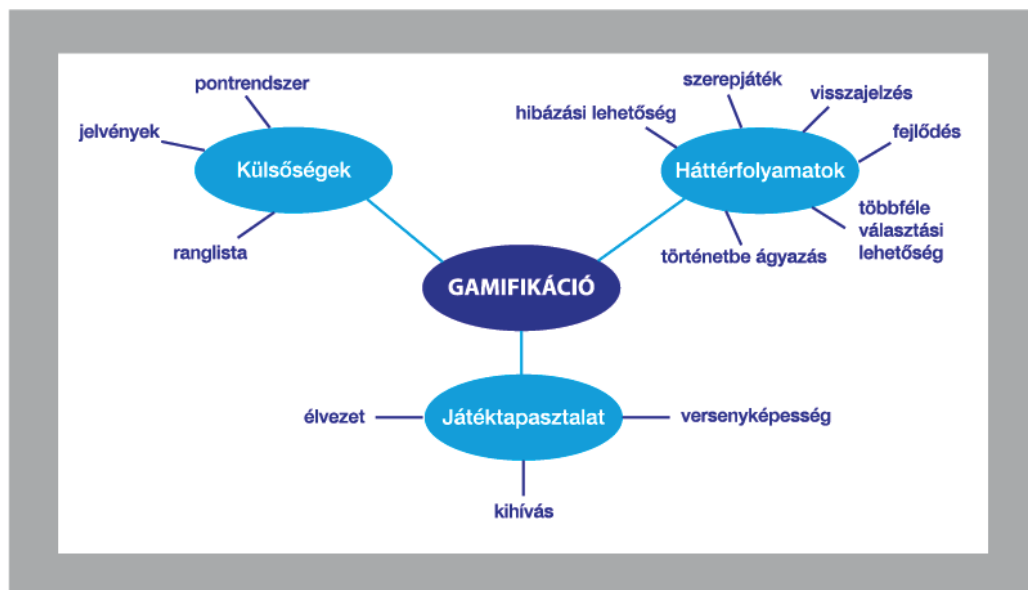 pontrendszer
jelvények
Külsőségek
ranglista
szerepjáték
visszajelzés
hibázási lehetőség
fejlődés
Háttérfolyamatok
többféle
választási
lehetőség
történetbe ágyazás
GAMIFIKÁCIÓ
élvezet
Játéktapasztalat
versenyképesség
kihívás